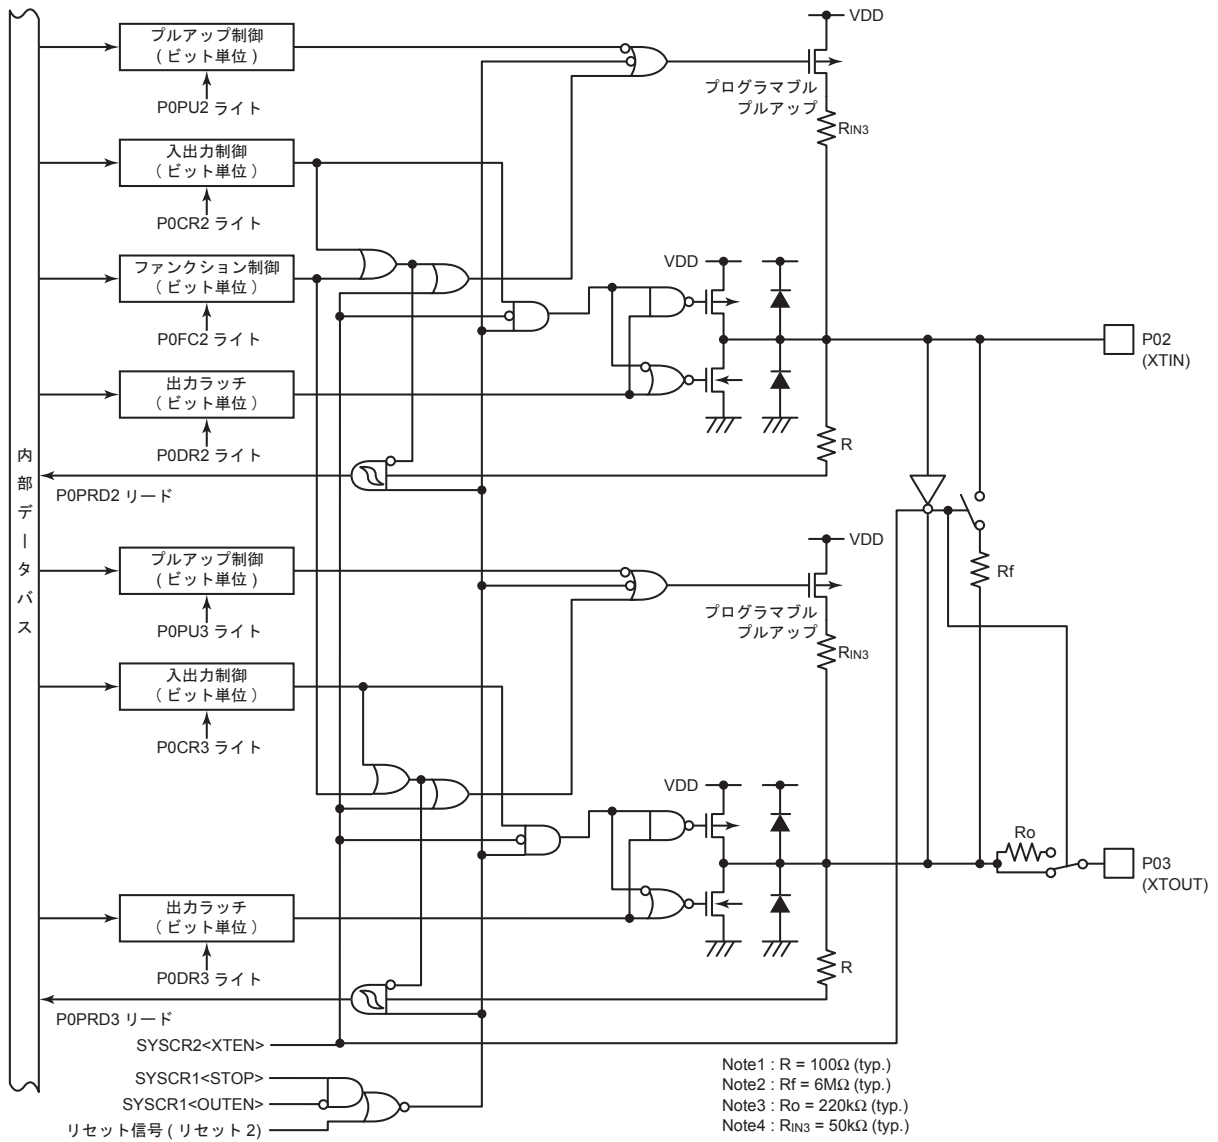 VDD
プルアップ制御
( ビット単位 )
P0PU2 ライト
プログラマブル
プルアップ
RIN3
入出力制御
( ビット単位 )
P0CR2 ライト
ファンクション制御
( ビット単位 )
P0FC2 ライト
VDD
P02
(XTIN)
出力ラッチ
( ビット単位 )
P0DR2 ライト
R
内部データバス
P0PRD2 リード
VDD
プルアップ制御
( ビット単位 )
P0PU3 ライト
Rf
プログラマブル
プルアップ
RIN3
入出力制御
( ビット単位 )
P0CR3 ライト
VDD
Ro
P03
(XTOUT)
出力ラッチ
( ビット単位 )
P0DR3 ライト
R
P0PRD3 リード
SYSCR2<XTEN>
SYSCR1<STOP>
SYSCR1<OUTEN>
リセット信号 ( リセット 2)
Note1 : R = 100Ω (typ.)
Note2 : Rf = 6MΩ (typ.)
Note3 : Ro = 220kΩ (typ.)
Note4 : RIN3 = 50kΩ (typ.)